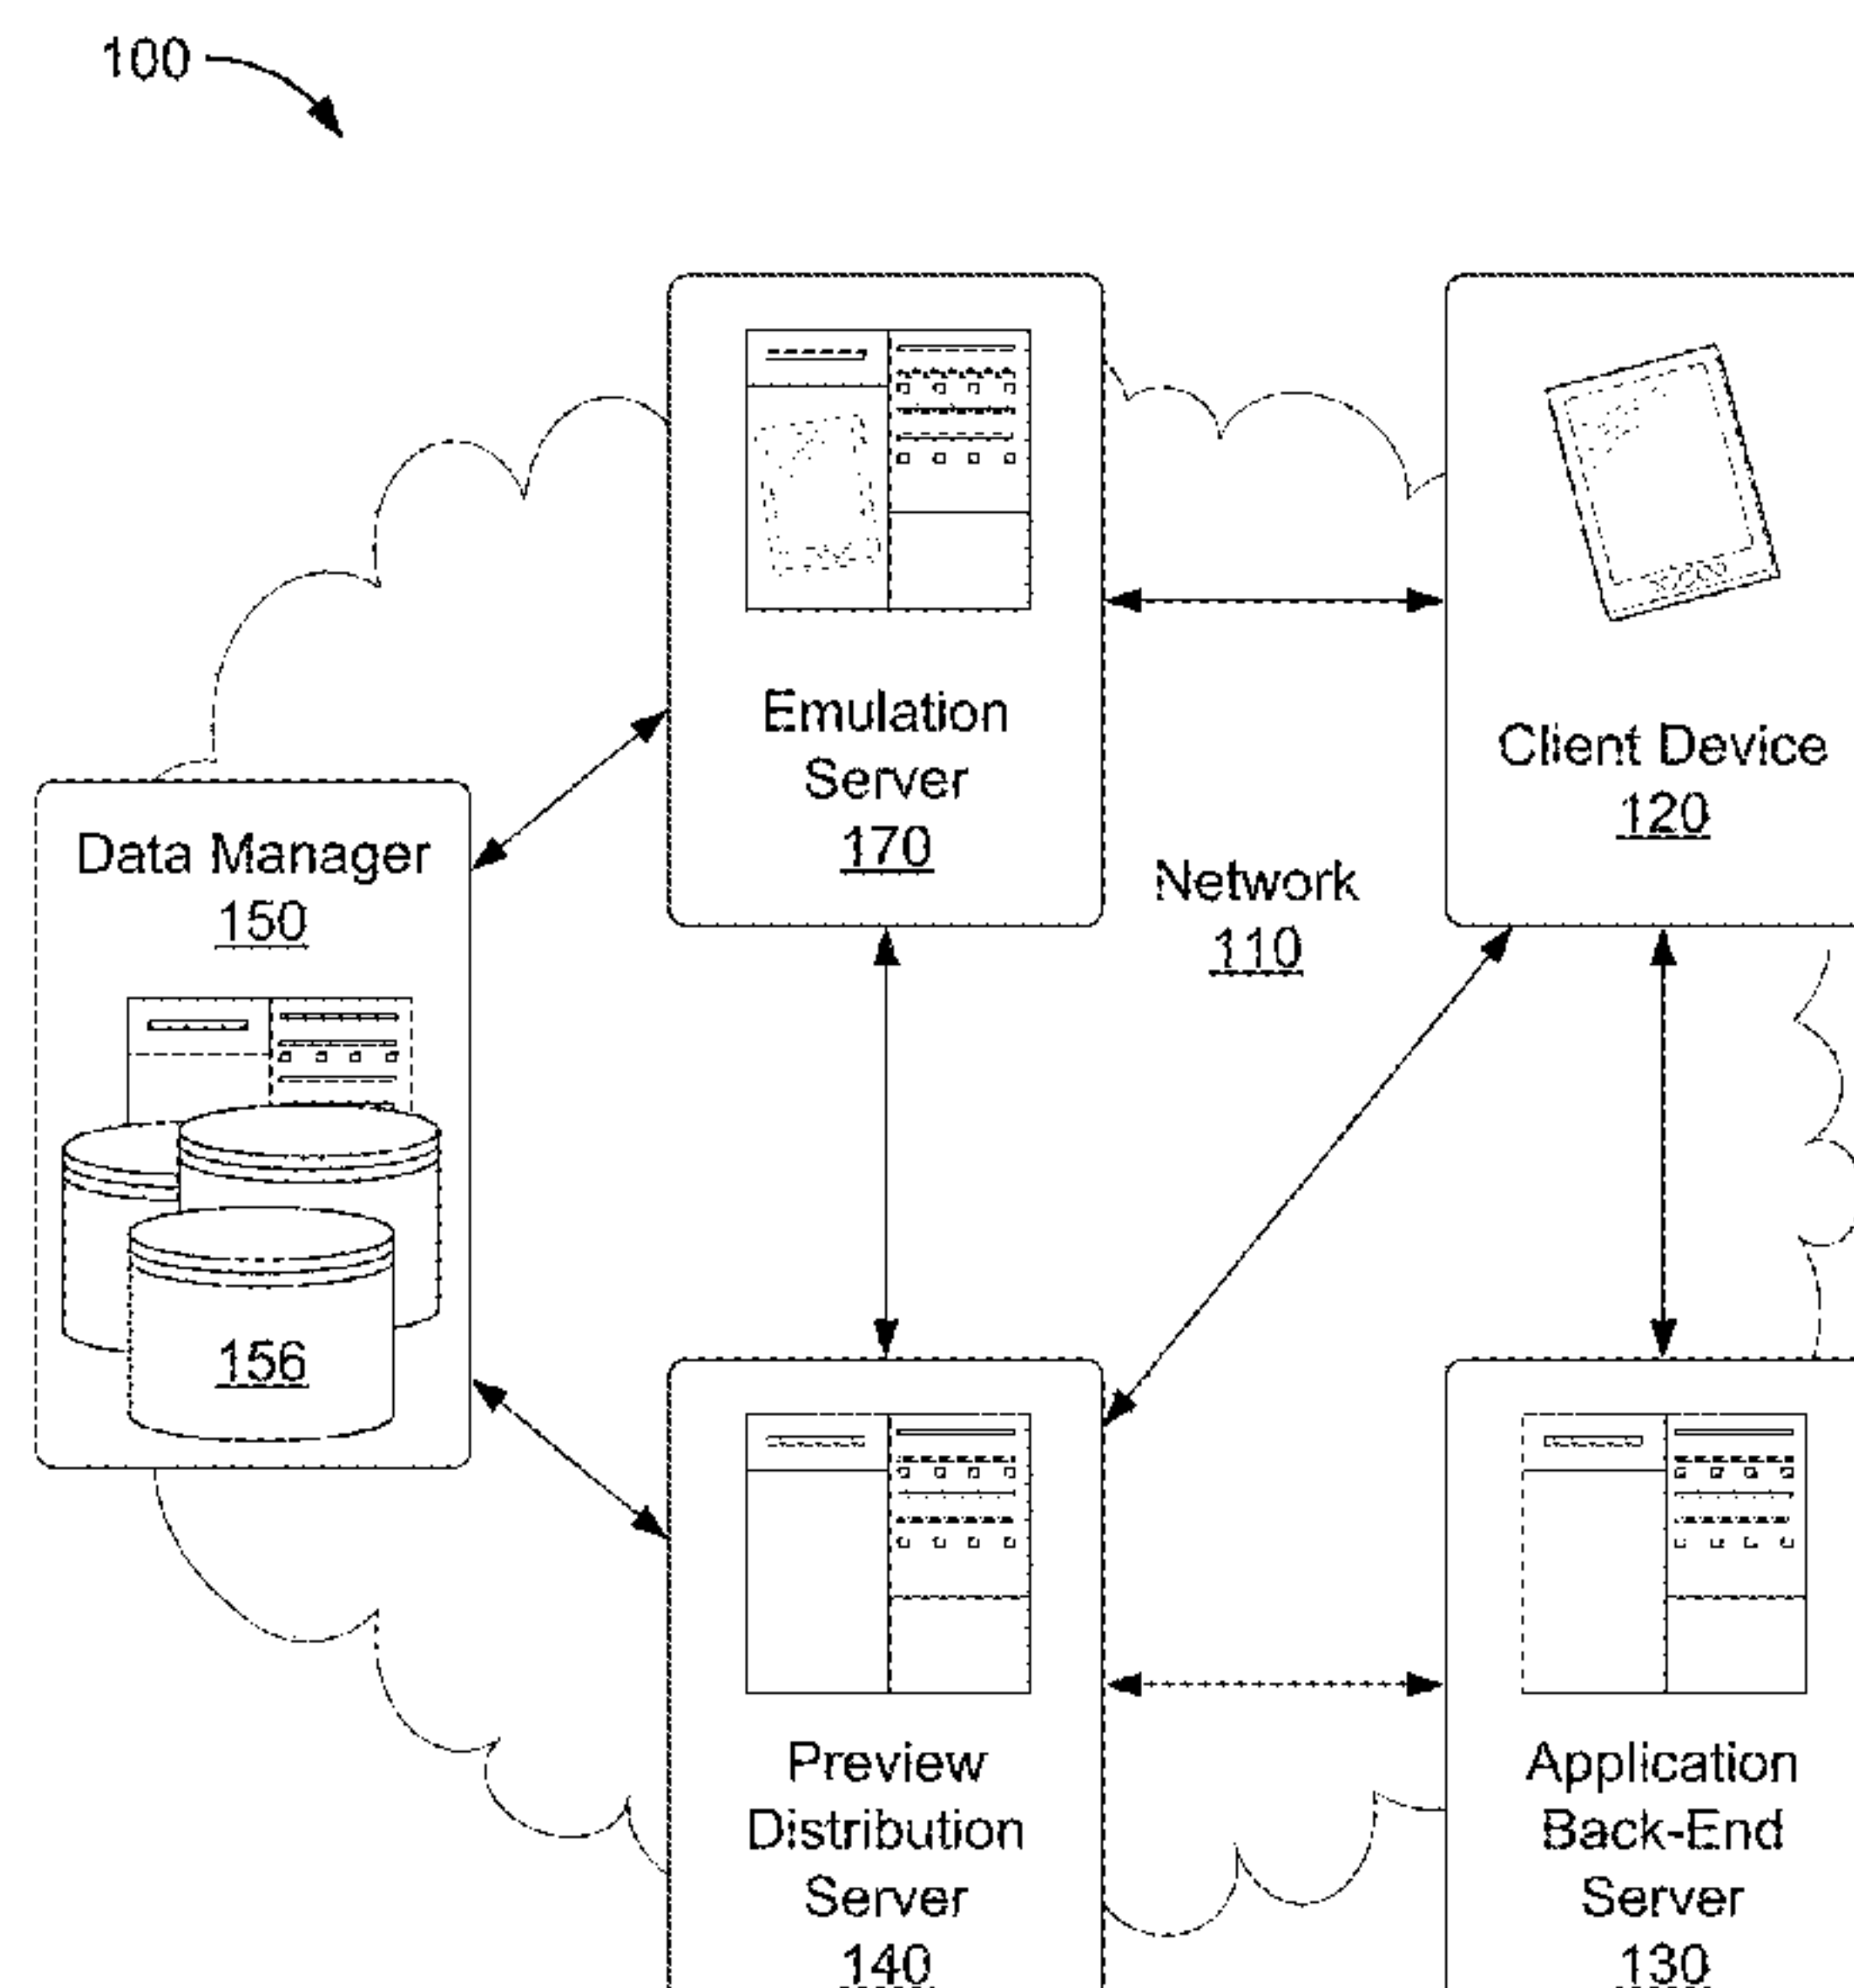 100
Emulation
Server
170
Client Device
120
Data Manager
150
Network
110
156
Preview
Distribution
Server
140
Application
Back-End
Server
130